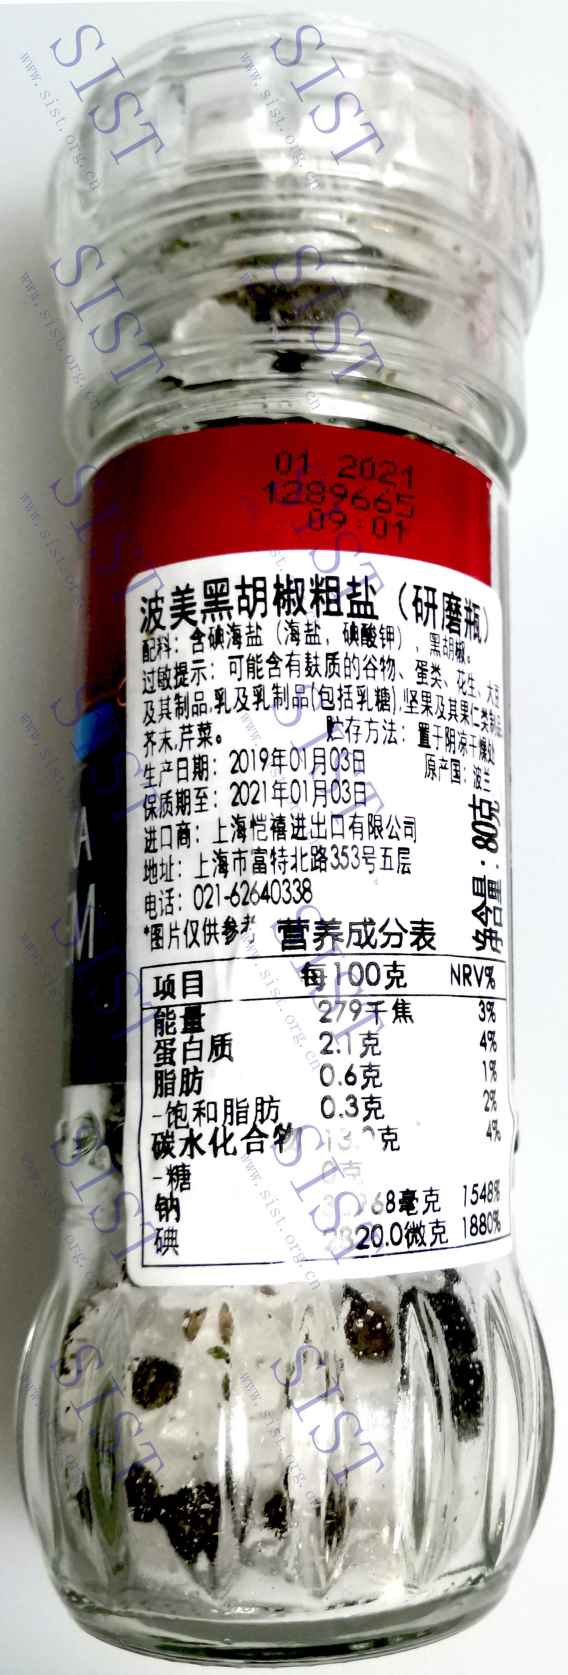 01 2021
1289665
09:01
波美黑胡椒粗盐（研磨瓶）
配料：含碘海盐（海盐，碘酸钾），黑胡椒。
过敏提示：可能含有麸质的谷物、蛋类、花生、大豆
及其制品,乳及乳制品(包括乳糖),坚果及其果仁类制品
芥末,芹菜。 贮存方法：置于阴凉干燥处
生产日期：2019年01月03日 原产国：波兰
保质期至：2021年01月03日
进口商：上海恺禧进出口有限公司
地址：上海市富特北路353号五层
电话：021-62640338
*图片仅供参考
净含量：80克
营养成分表
项目 每100克 NRV%
能量 279千焦 3%
蛋白质 2.1克 4%
脂肪 0.6克 1%
-饱和脂肪 0.3克 2%
碳水化合物 克 4%
-糖 克
钠 毫克 1548%
碘 微克 1880%
SIST
www.sist.org.cn